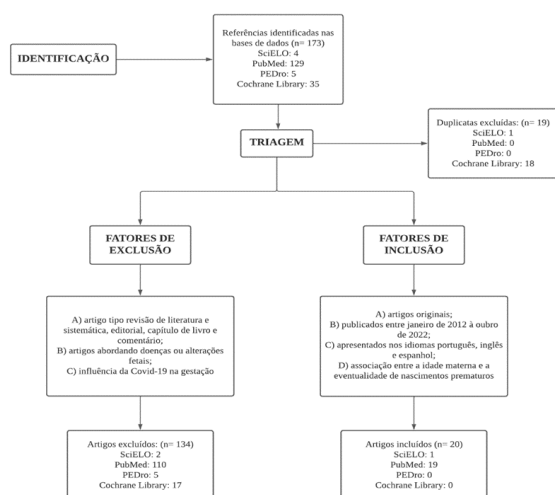 IDENTIFICAÇÃO
Referências identificadas nas
bases de dados (n= 173)
SciELO: 4
PubMed: 129
PEDro: 5
Cochrane Library: 35
TRIAGEM
Duplicatas excluídas: (n= 19)
SciELO: 1
PubMed: 0
PEDro: 0
Cochrane Library: 18
FATORES DE
EXCLUSÃO
FATORES DE
INCLUSÃO
A) artigo tipo revisão de literatura e
sistemática, editorial, capítulo de livro e
comentário;
B) artigos abordando doenças ou alterações
fetais;
C) influência da Covid-19 na gestação
A) artigos originais;
B) publicados entre janeiro de 2012 à oubro
de 2022;
C) apresentados nos idiomas português, inglês
e espanhol;
D) associação entre a idade materna e a
eventualidade de nascimentos prematuros
Artigos excluídos: (n= 134)
SciELO: 2
PubMed: 110
PEDro: 5
Cochrane Library: 17
Artigos incluídos (n= 20)
SciELO: 1
PubMed: 19
PEDro: 0
Cochrane Library: 0